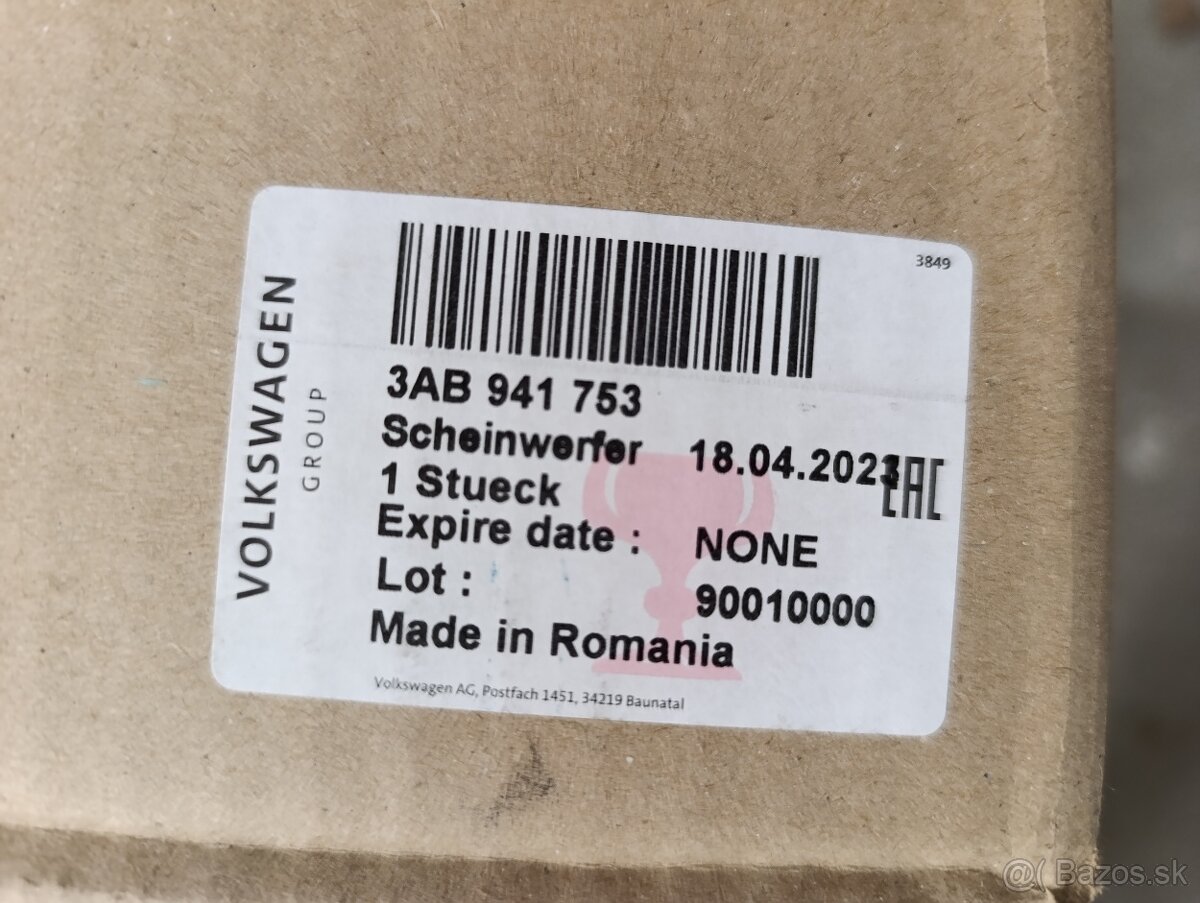 3849
VOLKSWAGEN
GROUP
3AB 941 753
Scheinwerfer 18.04.2023
EAC
1 Stueck
Expire date : NONE
Lot : 90010000
Made in Romania
Volkswagen AG, Postfach 1451, 34219 Baunatal
@( Bazos.sk